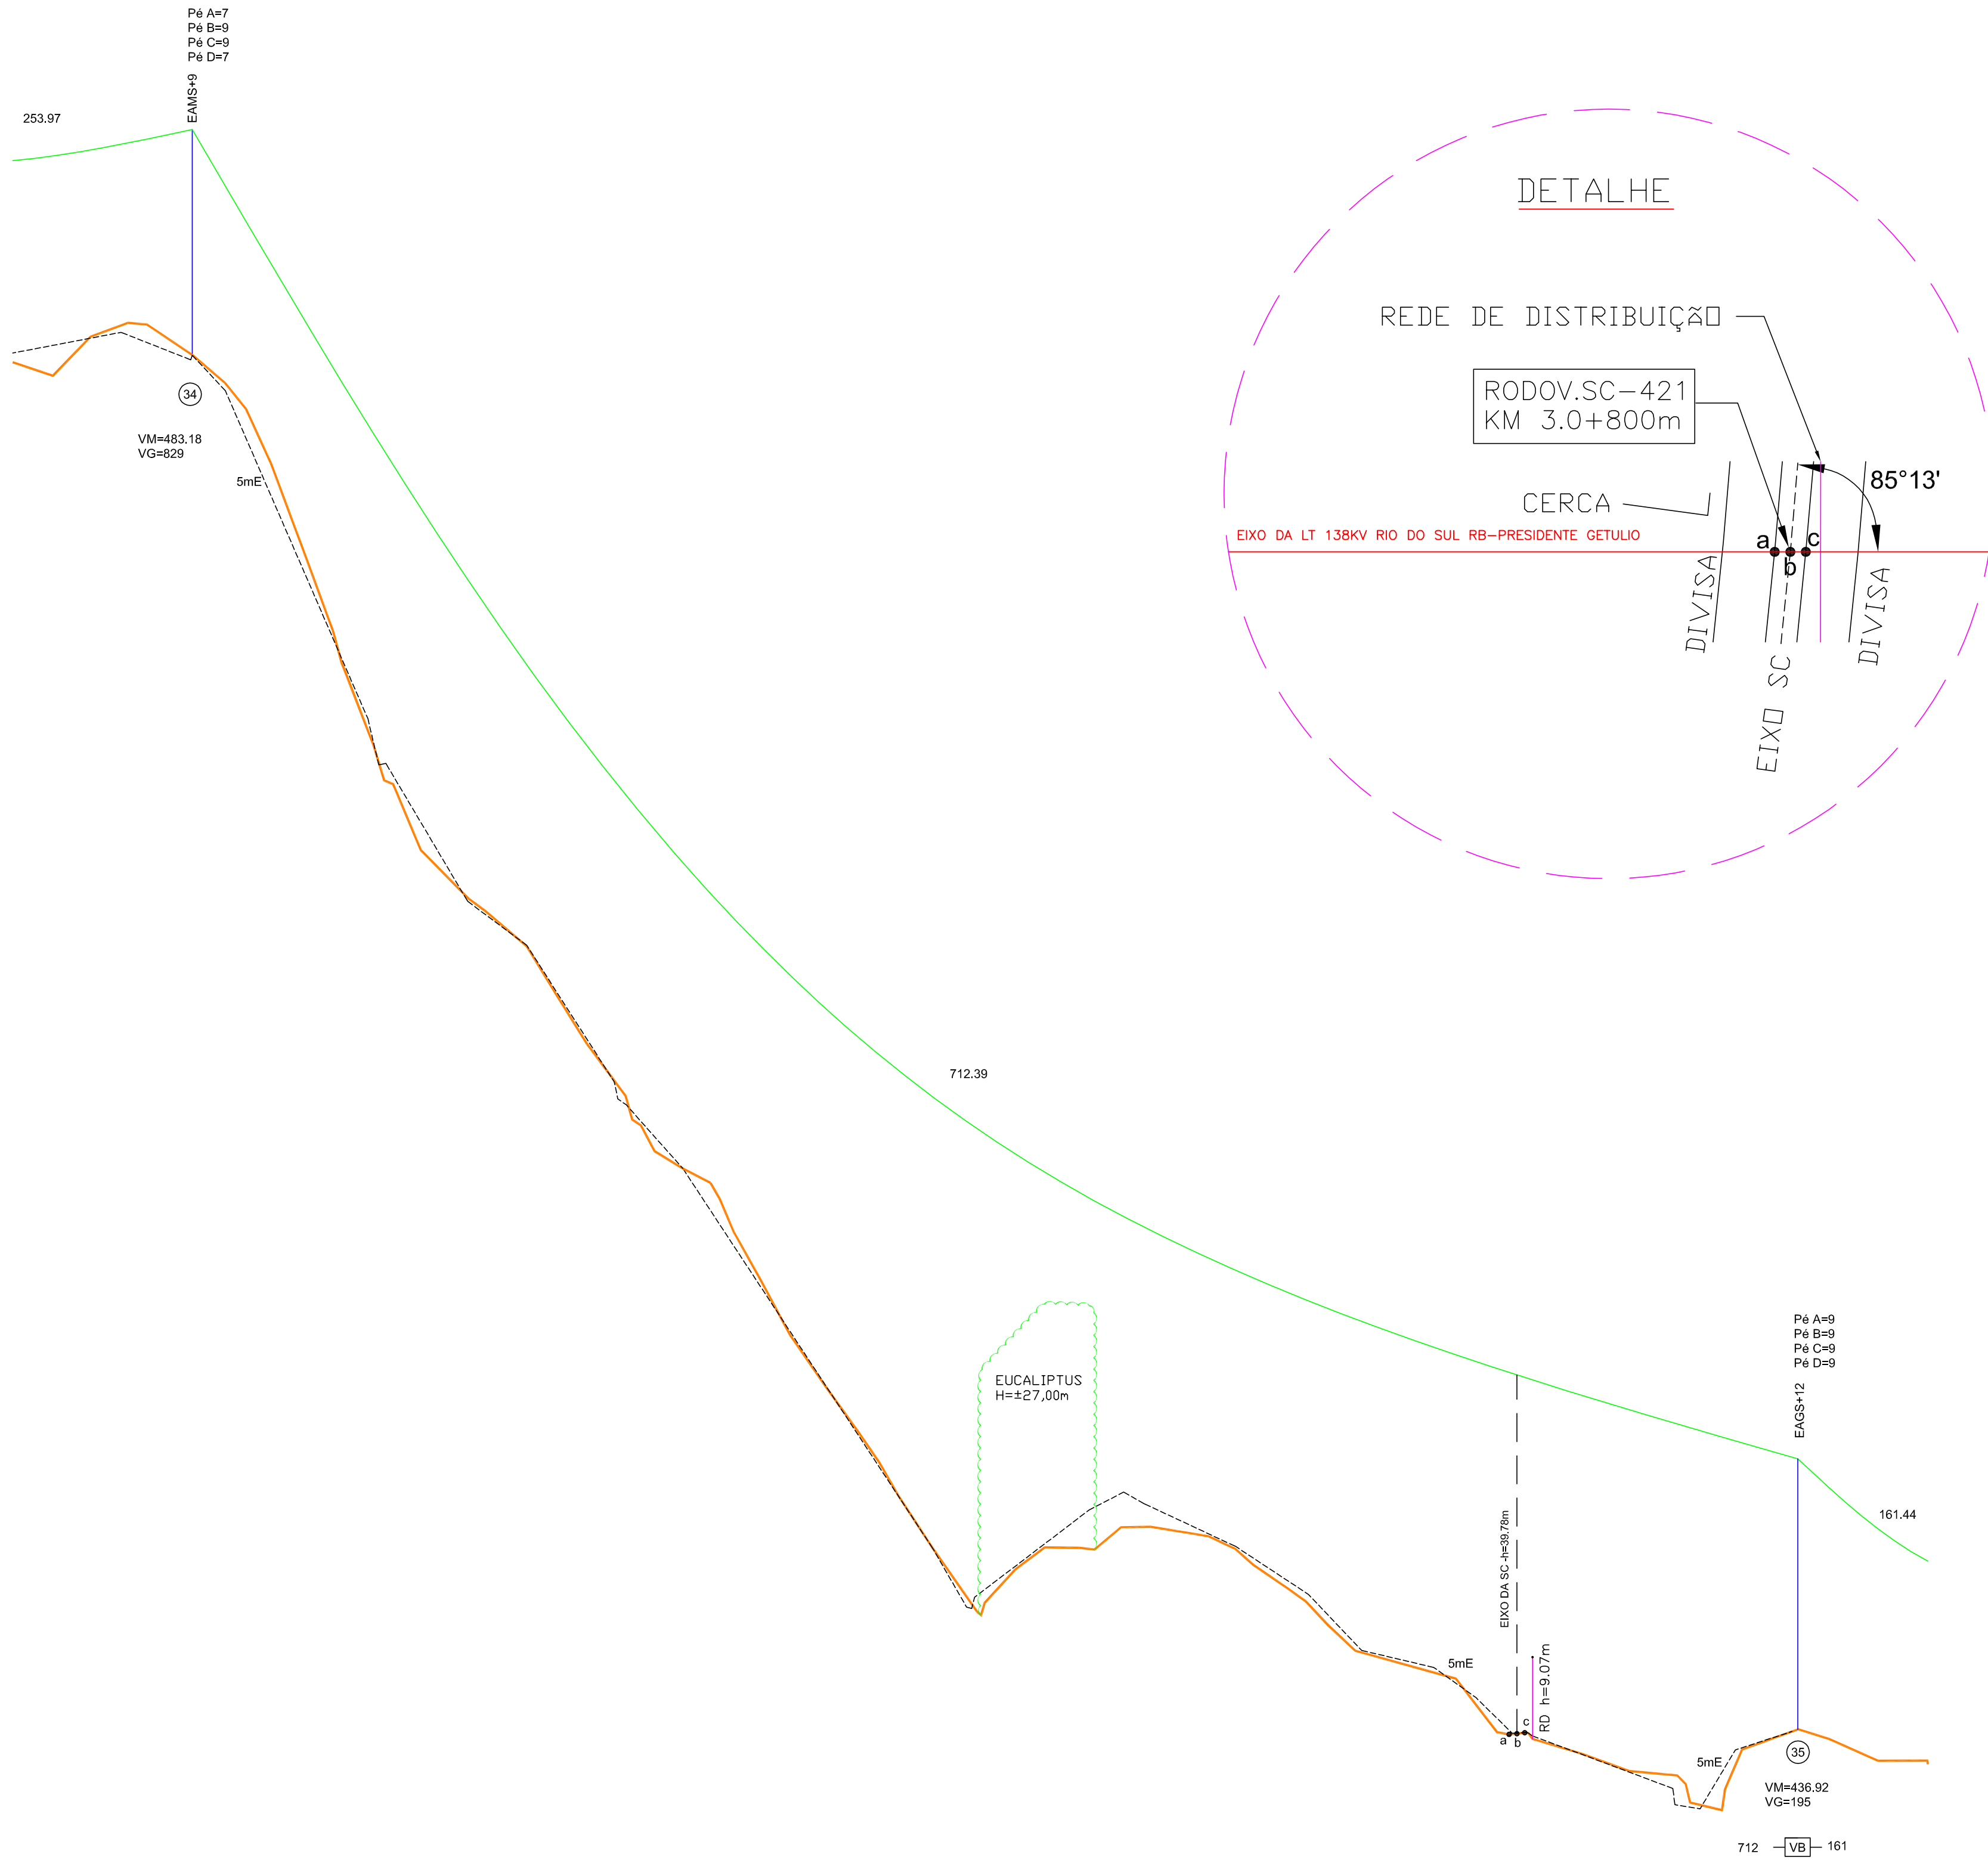 Pé A=7
Pé B=9
Pé C=9
Pé D=7
EAMS+9
253.97
34
VM=483.18
VG=829
5mE
DETALHE
REDE DE DISTRIBUIÇÃO
RODOV.SC-421
KM 3.0+800m
CERCA
85°13'
EIXO DA LT 138KV RIO DO SUL RB-PRESIDENTE GETULIO
a
b
c
DIVISA
EIXO SC
DIVISA
712.39
EUCALIPTUS
H=±27,00m
Pé A=9
Pé B=9
Pé C=9
Pé D=9
EAGS+12
161.44
EIXO DA SC -h=39.78m
RD h=9.07m
5mE
a
b
c
5mE
35
VM=436.92
VG=195
712 VB 161